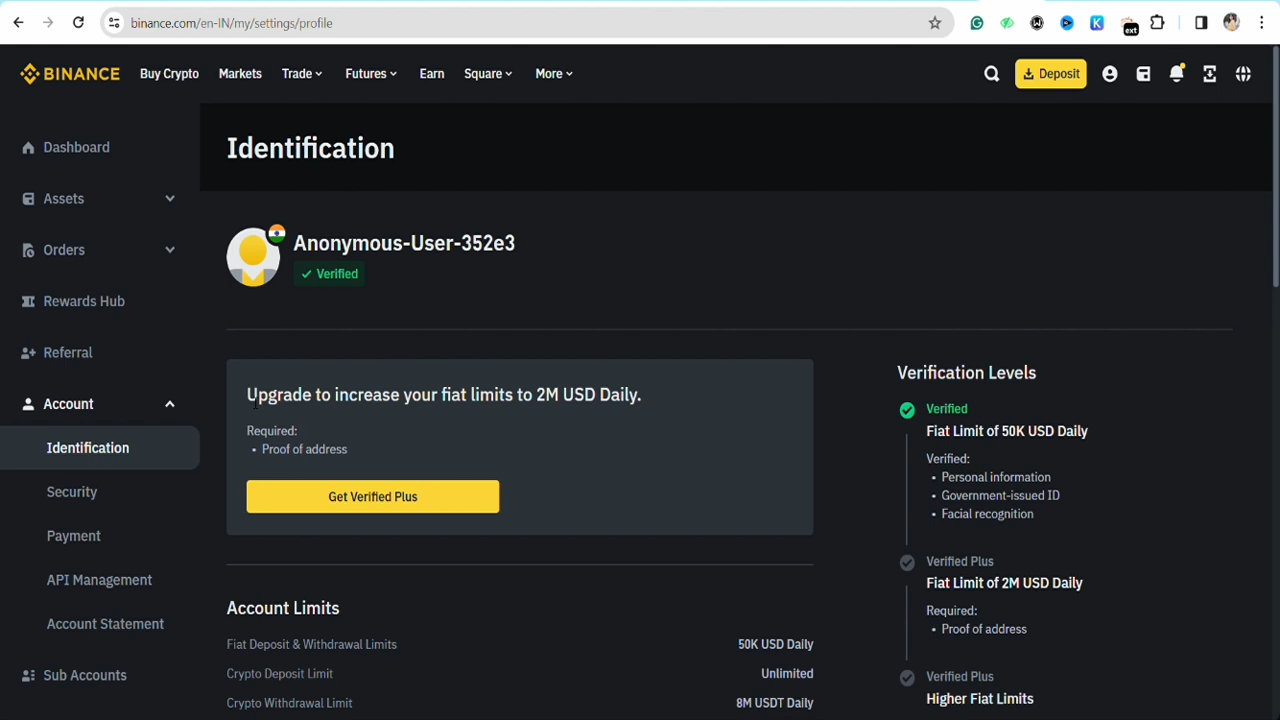 binance.com/en-IN/my/settings/profile
ext
BINANCE
Buy Crypto
Markets
Trade
Futures
Earn
Square
More
Deposit
Dashboard
Assets
Orders
Rewards Hub
Referral
Account
Identification
Security
Payment
API Management
Account Statement
Sub Accounts
Identification
Anonymous-User-352e3
Verified
Upgrade to increase your fiat limits to 2M USD Daily.
Required:
• Proof of address
Get Verified Plus
Account Limits
Fiat Deposit & Withdrawal Limits 50K USD Daily
Crypto Deposit Limit Unlimited
Crypto Withdrawal Limit 8M USDT Daily
Verification Levels
Verified
Fiat Limit of 50K USD Daily
Verified:
• Personal information
• Government-issued ID
• Facial recognition
Verified Plus
Fiat Limit of 2M USD Daily
Required:
• Proof of address
Verified Plus
Higher Fiat Limits